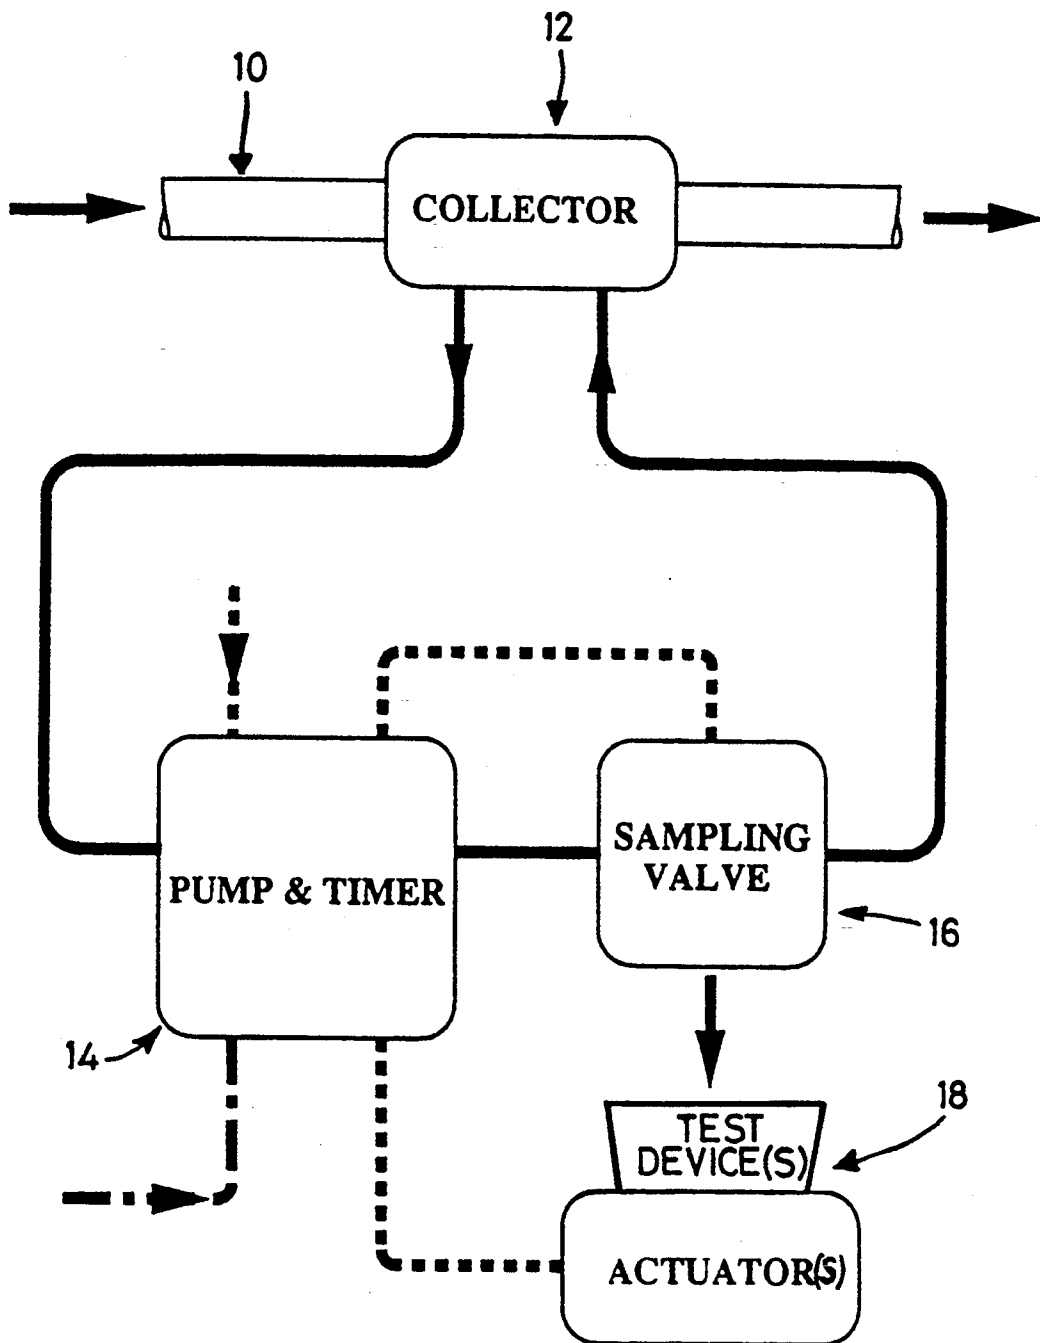 12
10
COLLECTOR
SAMPLING
VALVE
PUMP & TIMER
16
14
18
TEST
DEVICE(S)
ACTUATOR(S)